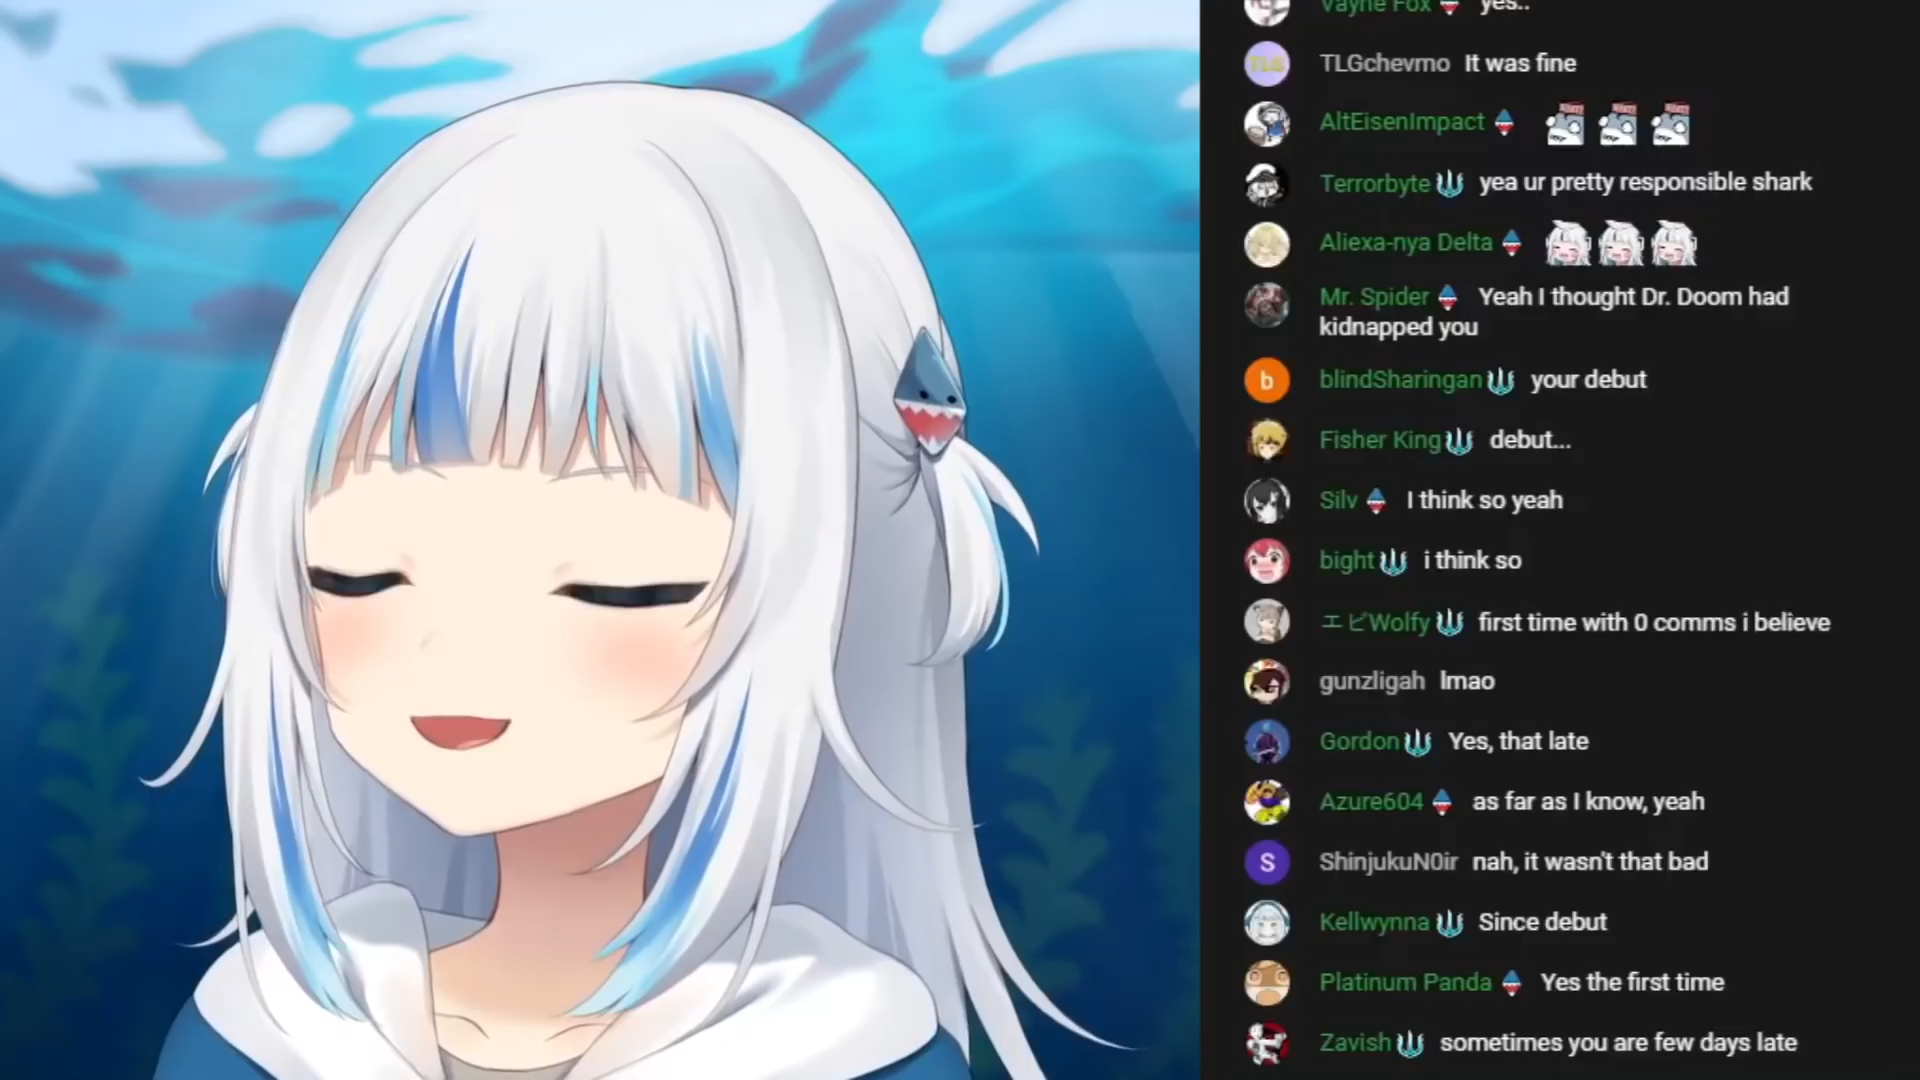 Vayne Fox yes..
TLG
TLGchevmo It was fine
AltEisenImpact
Terrorbyte yea ur pretty responsible shark
Aliexa-nya Delta
Mr. Spider Yeah I thought Dr. Doom had
kidnapped you
b
blindSharingan your debut
Fisher King debut...
Silv I think so yeah
bight i think so
エビWolfy first time with 0 comms i believe
gunzligah lmao
Gordon Yes, that late
Azure604 as far as I know, yeah
S
ShinjukuN0ir nah, it wasn't that bad
Kellwynna Since debut
Platinum Panda Yes the first time
Zavish sometimes you are few days late